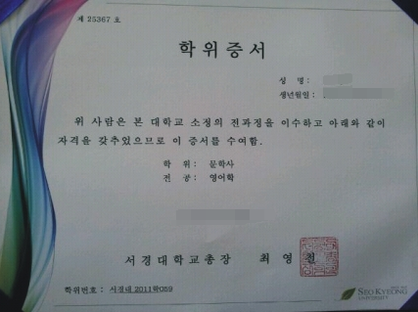 제 25367 호
학위증서
성 명 :
생년월일 :
위 사람은 본 대학교 소정의 전과정을 이수하고 아래와 같이
자격을 갖추었으므로 이 증서를 수여함.
학 위 : 문학사
전 공 : 영어학
서경대학교총장 최 영 철
학위번호 : 서경대 2011학059
SEO KYEONG
UNIVERSITY